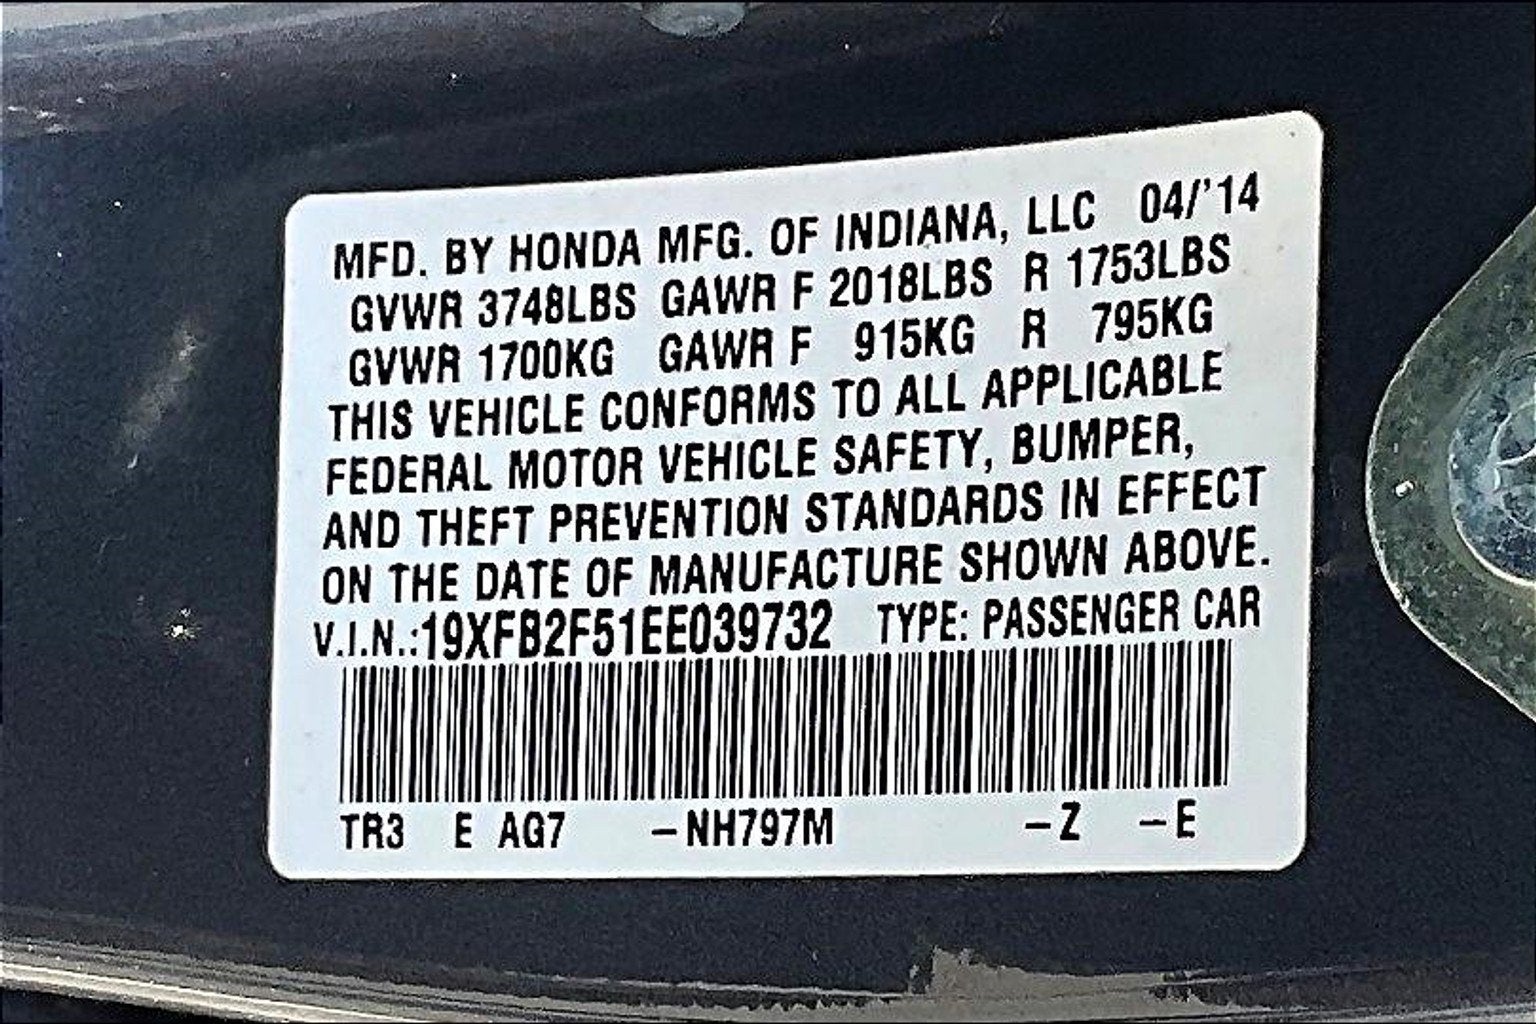 MFD. BY HONDA MFG. OF INDIANA, LLC 04/'14
GVWR 3748LBS GAWR F 2018LBS R 1753LBS
GVWR 1700KG GAWR F 915KG R 795KG
THIS VEHICLE CONFORMS TO ALL APPLICABLE
FEDERAL MOTOR VEHICLE SAFETY, BUMPER,
AND THEFT PREVENTION STANDARDS IN EFFECT
ON THE DATE OF MANUFACTURE SHOWN ABOVE.
V.I.N.:19XFB2F51EE039732 TYPE: PASSENGER CAR
TR3 E AG7 –NH797M –Z –E